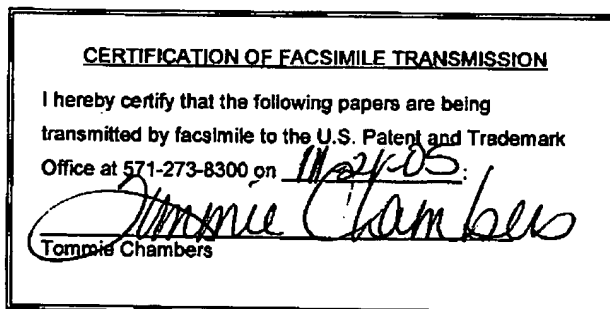 CERTIFICATION OF FACSIMILE TRANSMISSION
I hereby certify that the following papers are being
transmitted by facsimile to the U.S. Patent and Trademark
Office at 571-273-8300 on 11-21-05.
Tommie Chambers
Tommie Chambers